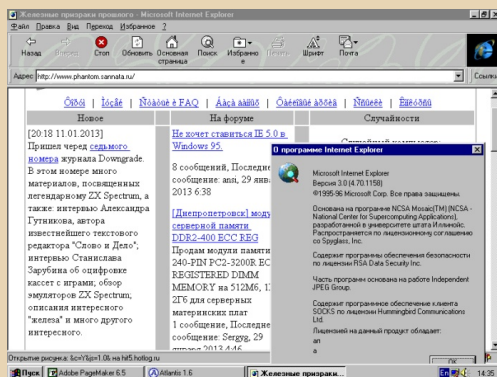 Железные призраки прошлого - Microsoft Internet Explorer
Файл Правка Вид Переход Избранное ?
Назад Стоп Обновить Основная страница Поиск Избранное Печать Шрифт Почта
Адрес http://www.phantom.sannata.ru/ Ссылки
Новое На форуме Случайности
[20:18 11.01.2013]
Пришел черед седьмого
номера журнала Downgrade.
В этом номере много
материалов, посвященных
легендарному ZX Spectrum, а
также: интервью Александра
Гутникова, автора
известнейшего текстового
редактора "Слово и Дело";
интервью Станислава
Зарубина об оцифровке
кассет с играми; обзор
эмуляторов ZX Spectrum;
описания интересного
"железа" и много другого
интересного.
Не хочет ставиться IE 5.0 в
Windows 95.
8 сообщений, Последнее
сообщение: ansi, 29 янв
2013 6:38
[Днепропетровск] моду
серверной памяти
DDR2-400 ECC REG
Продам модули памяти
240-PIN PC2-3200R EC
REGISTERED DIMM
MEMORY на 512Мб, 1
2Гб для серверных
материнских плат
1 сообщение, Последне
сообщение: Sergyg, 29
января 2013 4:46
О программе Internet Explorer
Microsoft Internet Explorer
Версия 3.0 (4.70.1158)
©1995-96 Microsoft Corp. Все права защищены.
Основана на программе NCSA Mosaic(TM) (NCSA -
National Center for Supercomputing Applications),
разработанной в университете штата Иллинойс.
Распространяется по лицензионному соглашению
со Spyglass, Inc.
Содержит программы обеспечения безопасности
по лицензии RSA Data Security Inc.
Часть программ основана на работе Independent
JPEG Group.
Содержит программное обеспечение клиента
SOCKS по лицензии Hummingbird Communications
Ltd.
Лицензией на данный продукт обладает:
an
a
OK
Открытие рисунка: &c=Y&js=1.0& на hit5.hotlog.ru
Пуск Adobe PageMaker 6.5 Atlantis 1.6 Железные призраки... En 14:35